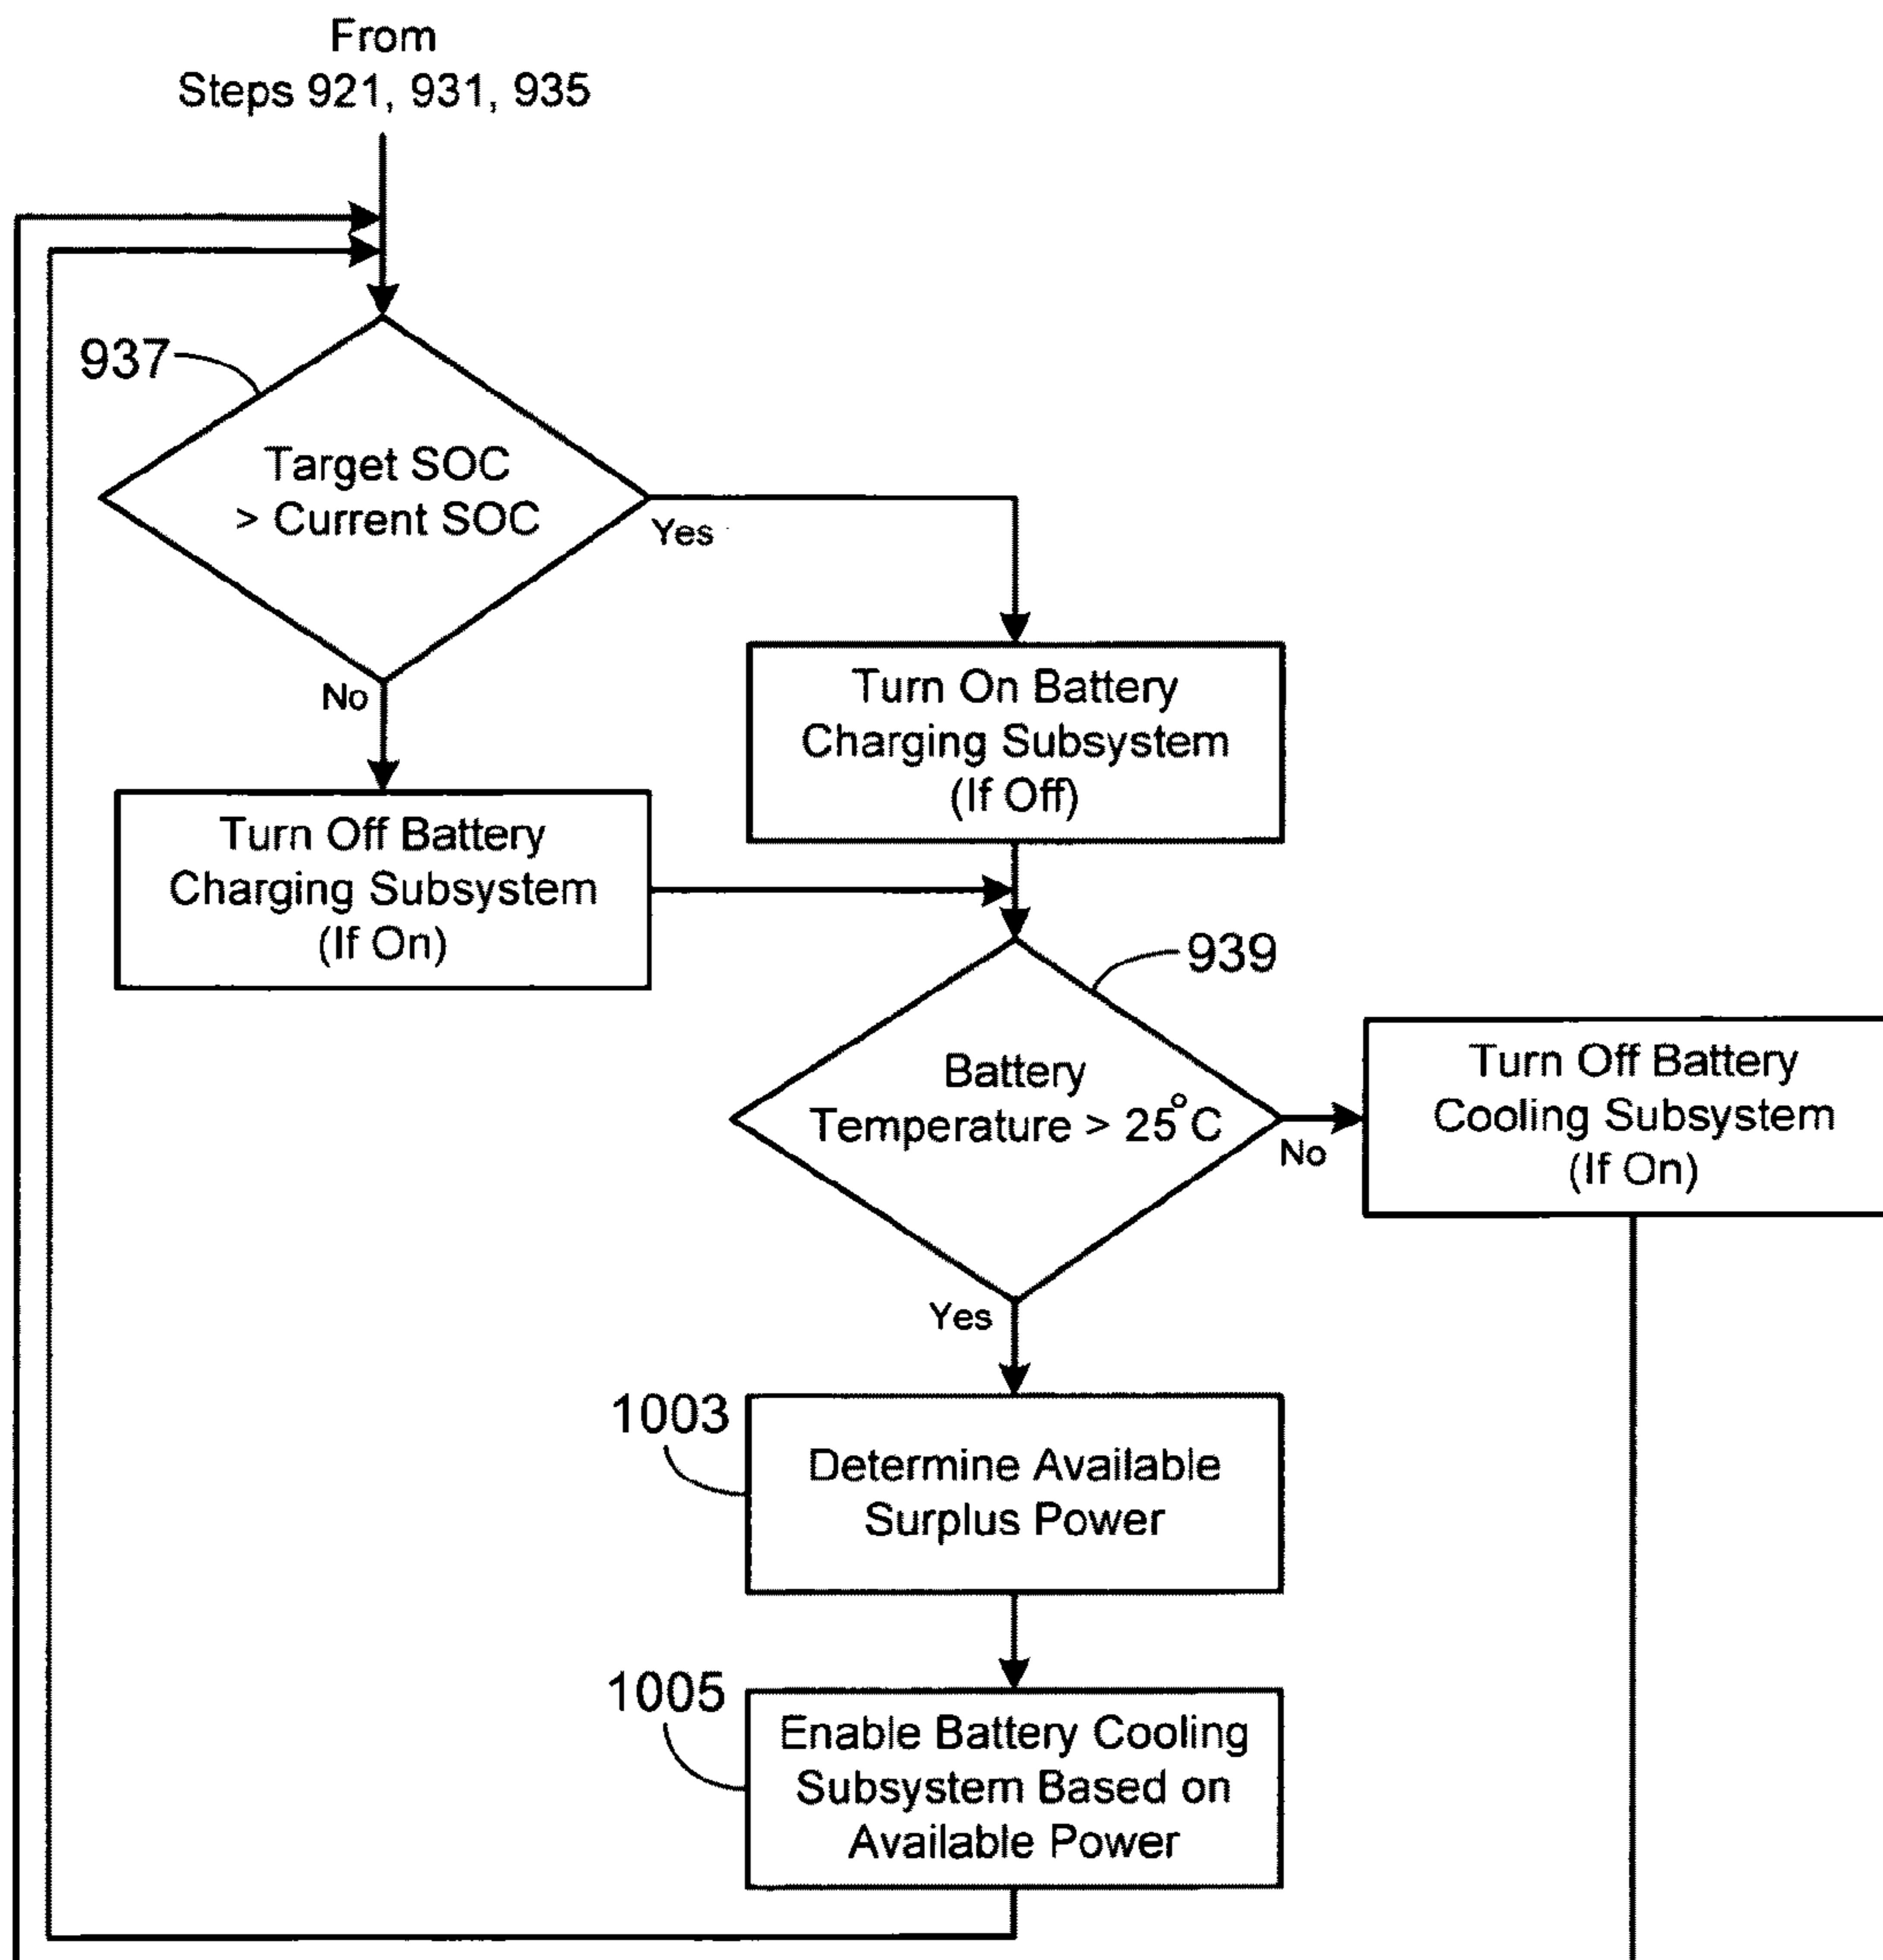 From
Steps 921, 931, 935
937
Target SOC
> Current SOC
Yes
No
Turn On Battery
Charging Subsystem
(If Off)
Turn Off Battery
Charging Subsystem
(If On)
939
Battery
Temperature > 25°C
No
Turn Off Battery
Cooling Subsystem
(If On)
Yes
1003
Determine Available
Surplus Power
1005
Enable Battery Cooling
Subsystem Based on
Available Power